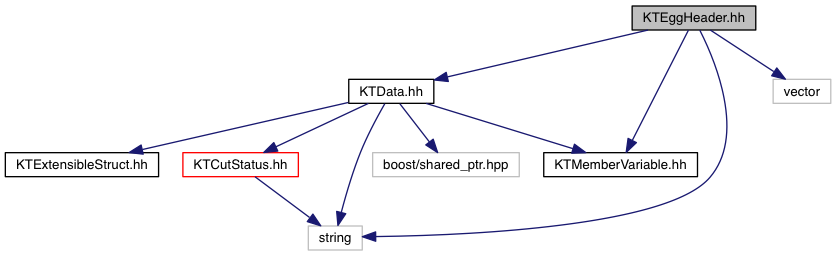 KTEggHeader.hh
KTData.hh
vector
KTExtensibleStruct.hh
KTCutStatus.hh
boost/shared_ptr.hpp
KTMemberVariable.hh
string